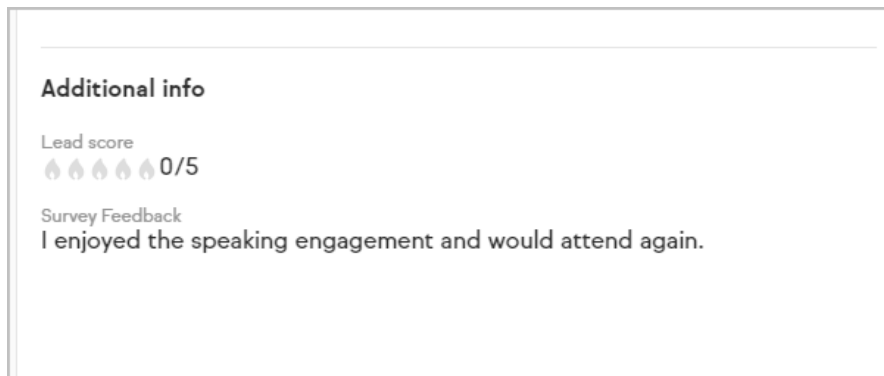 Additional info
Lead score
0/5
Survey Feedback
I enjoyed the speaking engagement and would attend again.